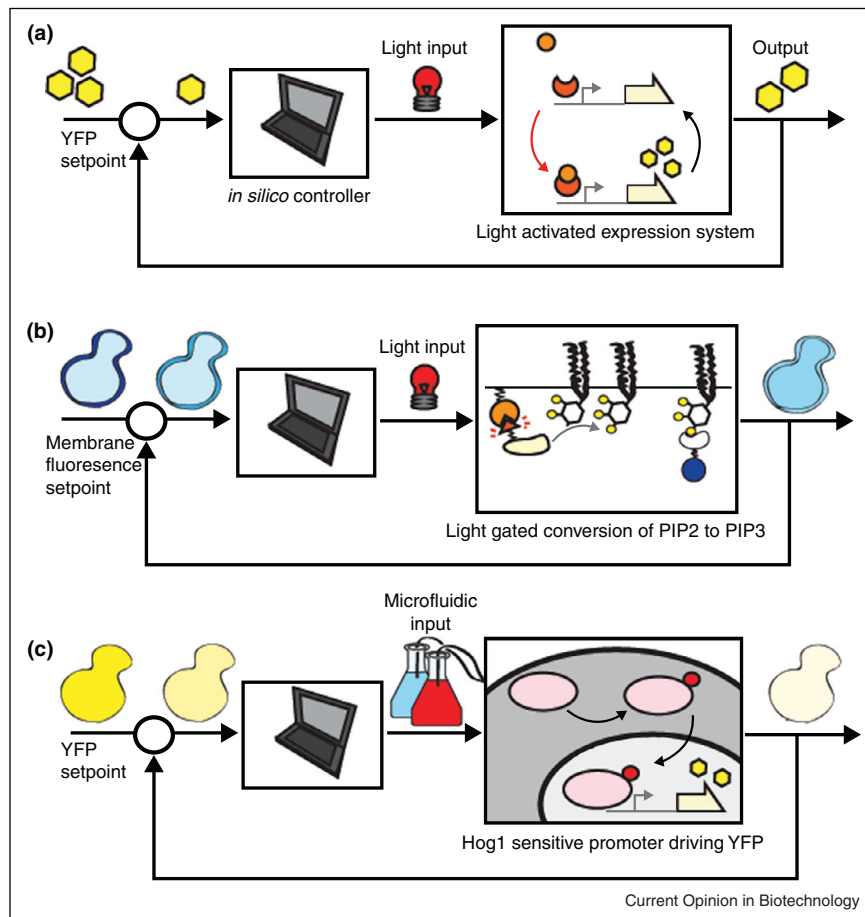 (a)
Light input
Output
YFP
setpoint
in silico controller
Light activated expression system
(b)
Light input
Membrane
fluoresence
setpoint
Light gated conversion of PIP2 to PIP3
(c)
Microfluidic
input
YFP
setpoint
Hog1 sensitive promoter driving YFP
Current Opinion in Biotechnology